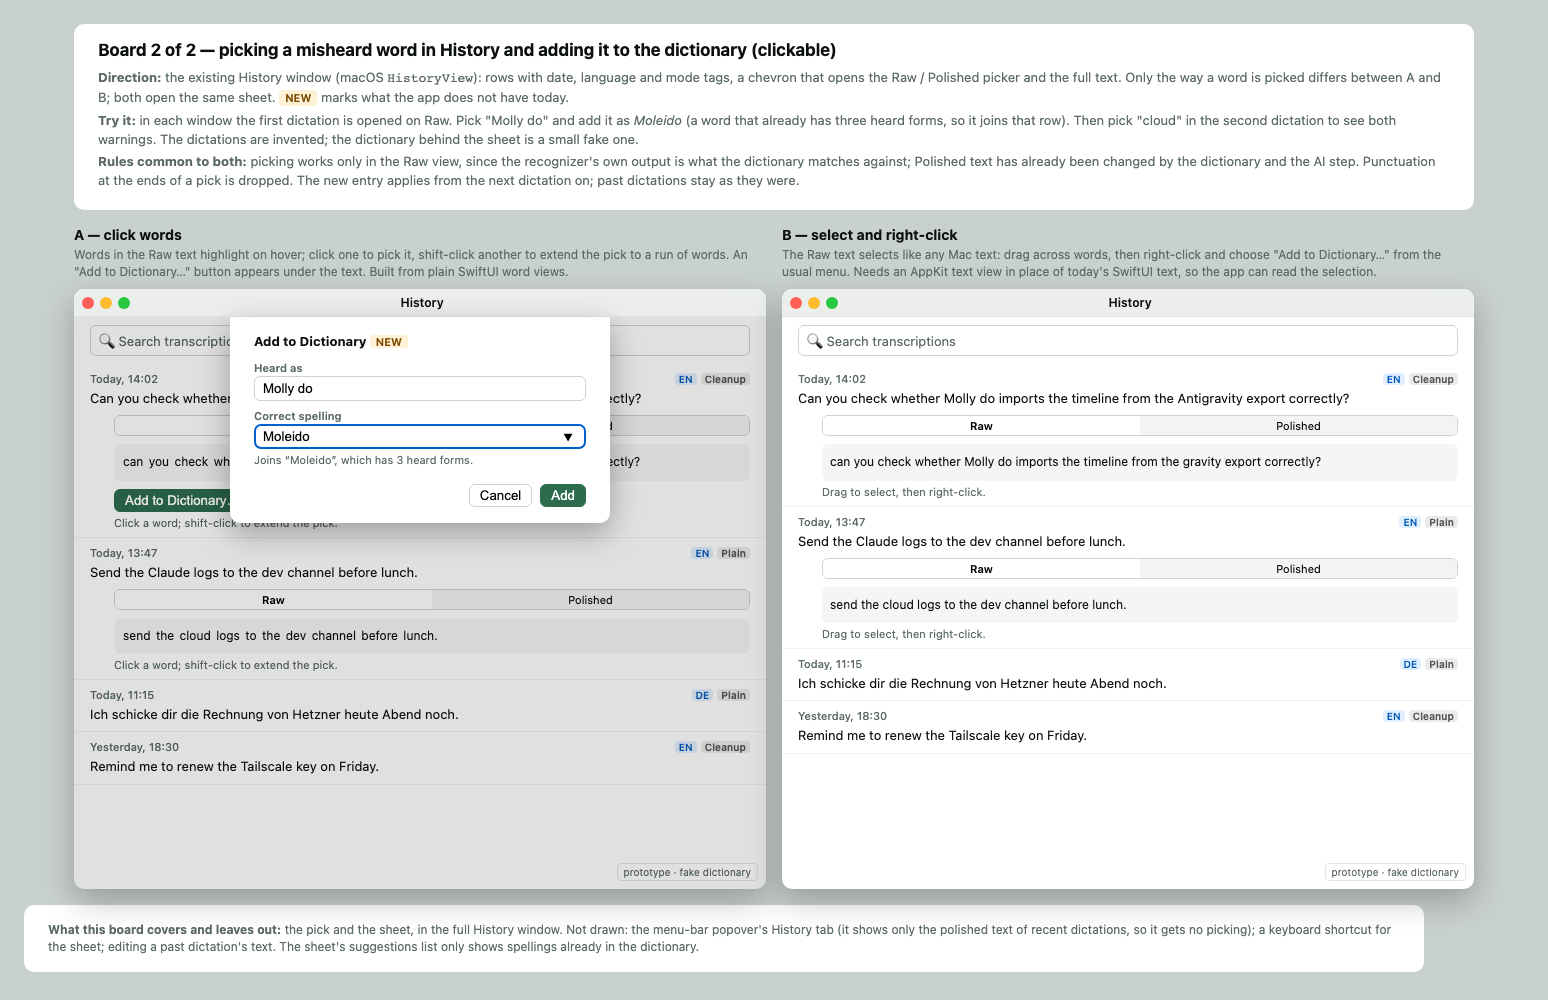 Board 2 of 2 — picking a misheard word in History and adding it to the dictionary (clickable)
Direction: the existing History window (macOS HistoryView): rows with date, language and mode tags, a chevron that opens the Raw / Polished picker and the full text. Only the way a word is picked differs between A and
B; both open the same sheet. NEW marks what the app does not have today.
Try it: in each window the first dictation is opened on Raw. Pick "Molly do" and add it as Moleido (a word that already has three heard forms, so it joins that row). Then pick "cloud" in the second dictation to see both
warnings. The dictations are invented; the dictionary behind the sheet is a small fake one.
Rules common to both: picking works only in the Raw view, since the recognizer's own output is what the dictionary matches against; Polished text has already been changed by the dictionary and the AI step. Punctuation
at the ends of a pick is dropped. The new entry applies from the next dictation on; past dictations stay as they were.
A — click words
Words in the Raw text highlight on hover; click one to pick it, shift-click another to extend the pick to a run of words. An
"Add to Dictionary…" button appears under the text. Built from plain SwiftUI word views.
History
Search transcriptio
Add to Dictionary NEW
Heard as
Molly do
Correct spelling
Moleido ▼
Joins “Moleido”, which has 3 heard forms.
Cancel Add
Today, 14:02 EN Cleanup
Can you check whether ectly?
can you check wh ectly?
Add to Dictionary
Click a word; shift-click to extend the pick.
Today, 13:47 EN Plain
Send the Claude logs to the dev channel before lunch.
Raw Polished
send the cloud logs to the dev channel before lunch.
Click a word; shift-click to extend the pick.
Today, 11:15 DE Plain
Ich schicke dir die Rechnung von Hetzner heute Abend noch.
Yesterday, 18:30 EN Cleanup
Remind me to renew the Tailscale key on Friday.
prototype · fake dictionary
B — select and right-click
The Raw text selects like any Mac text: drag across words, then right-click and choose "Add to Dictionary…" from the
usual menu. Needs an AppKit text view in place of today's SwiftUI text, so the app can read the selection.
History
Search transcriptions
Today, 14:02 EN Cleanup
Can you check whether Molly do imports the timeline from the Antigravity export correctly?
Raw Polished
can you check whether Molly do imports the timeline from the gravity export correctly?
Drag to select, then right-click.
Today, 13:47 EN Plain
Send the Claude logs to the dev channel before lunch.
Raw Polished
send the cloud logs to the dev channel before lunch.
Drag to select, then right-click.
Today, 11:15 DE Plain
Ich schicke dir die Rechnung von Hetzner heute Abend noch.
Yesterday, 18:30 EN Cleanup
Remind me to renew the Tailscale key on Friday.
prototype · fake dictionary
What this board covers and leaves out: the pick and the sheet, in the full History window. Not drawn: the menu-bar popover's History tab (it shows only the polished text of recent dictations, so it gets no picking); a keyboard shortcut for
the sheet; editing a past dictation's text. The sheet's suggestions list only shows spellings already in the dictionary.